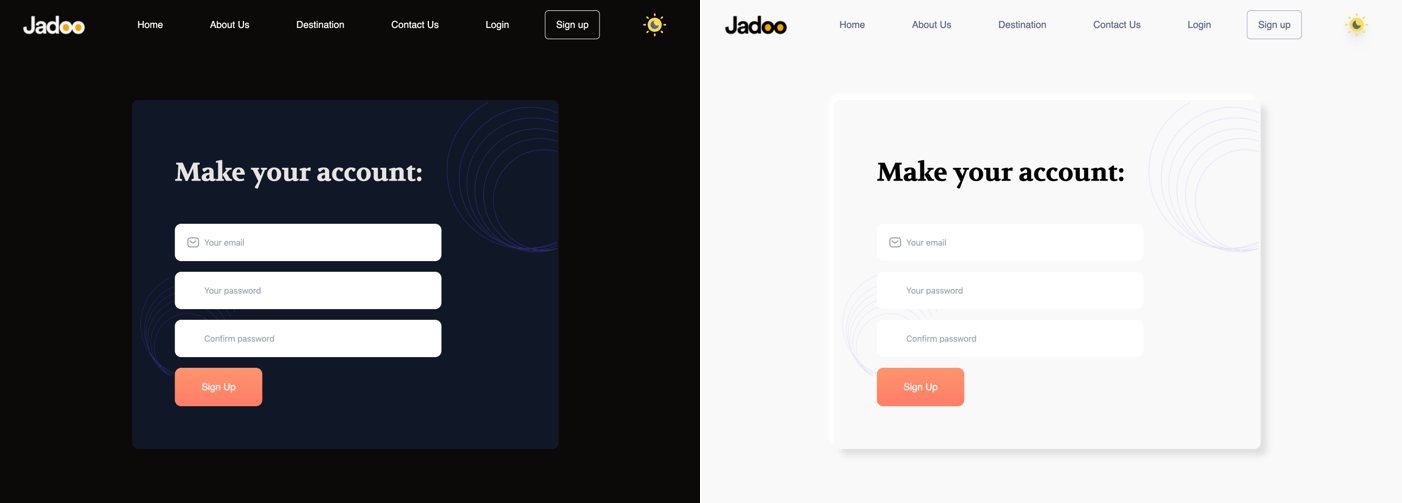 Jadoo Home About Us Destination Contact Us Login Sign up
Make your account:
Your email
Your password
Confirm password
Sign Up
Jadoo Home About Us Destination Contact Us Login Sign up
Make your account:
Your email
Your password
Confirm password
Sign Up